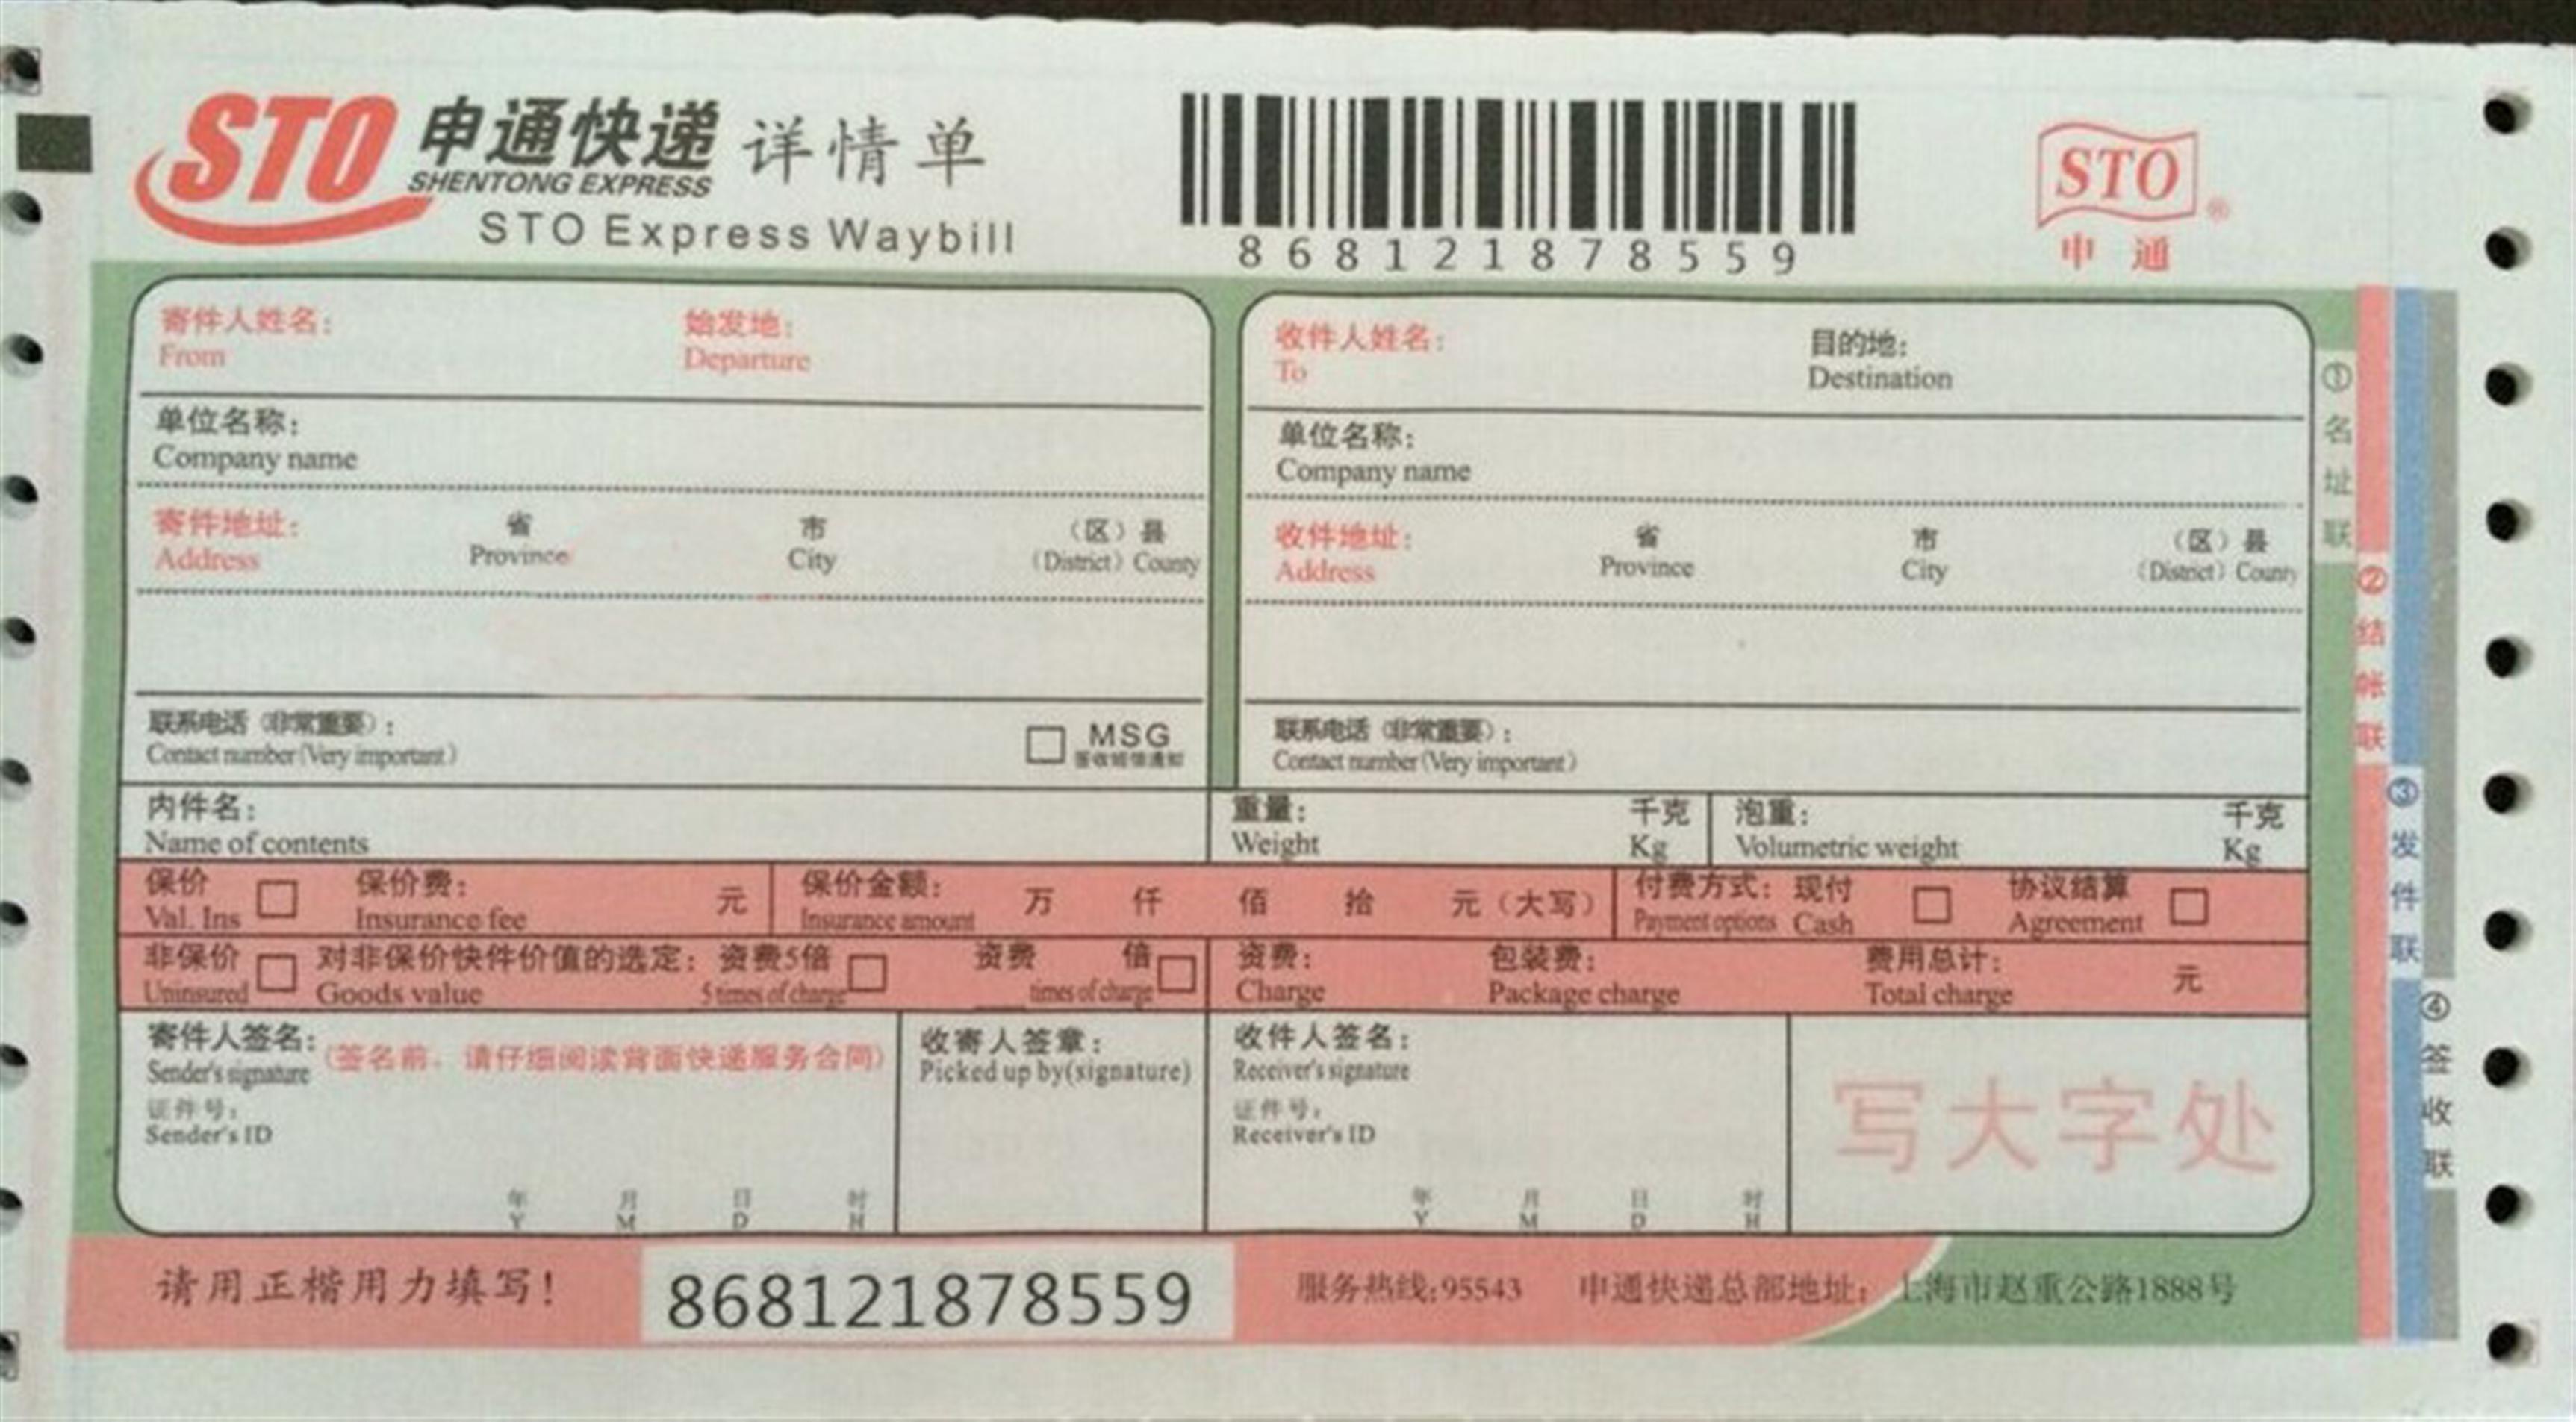 STO 申通快递 详情单
SHENTONG EXPRESS
STO Express Waybill
868121878559
STO ®
申通
寄件人姓名: 始发地:
From Departure
单位名称:
Company name
寄件地址: 省 市 (区)县
Address Province City (District) County
联系电话(非常重要):
Contact number (Very important)
MSG
签收短信通知
收件人姓名: 目的地:
To Destination
单位名称:
Company name
收件地址: 省 市 (区)县
Address Province City (District) County
联系电话(非常重要):
Contact number (Very important)
内件名: 重量: 千克 泡重: 千克
Name of contents Weight Kg Volumetric weight Kg
保价 保价费: 元 保价金额: 万 仟 佰 拾 元(大写) 付费方式: 现付 协议结算
Val. Ins Insurance fee Insurance amount Payment options Cash Agreement
非保价 对非保价快件价值的选定: 资费5倍 资费 倍 资费: 包装费: 费用总计: 元
Uninsured Goods value 5 times of charge times of charge Charge Package charge Total charge
寄件人签名: (签名前,请仔细阅读背面快递服务合同)
Sender's signature
证件号:
Sender's ID
年 月 日 时
Y M D H
收寄人签章:
Picked up by(signature)
收件人签名:
Receiver's signature
证件号:
Receiver's ID
年 月 日 时
Y M D H
写大字处
请用正楷用力填写!
868121878559
服务热线:95543 申通快递总部地址: 上海市赵重公路1888号
①名址联
②结帐联
③发件联
④签收联